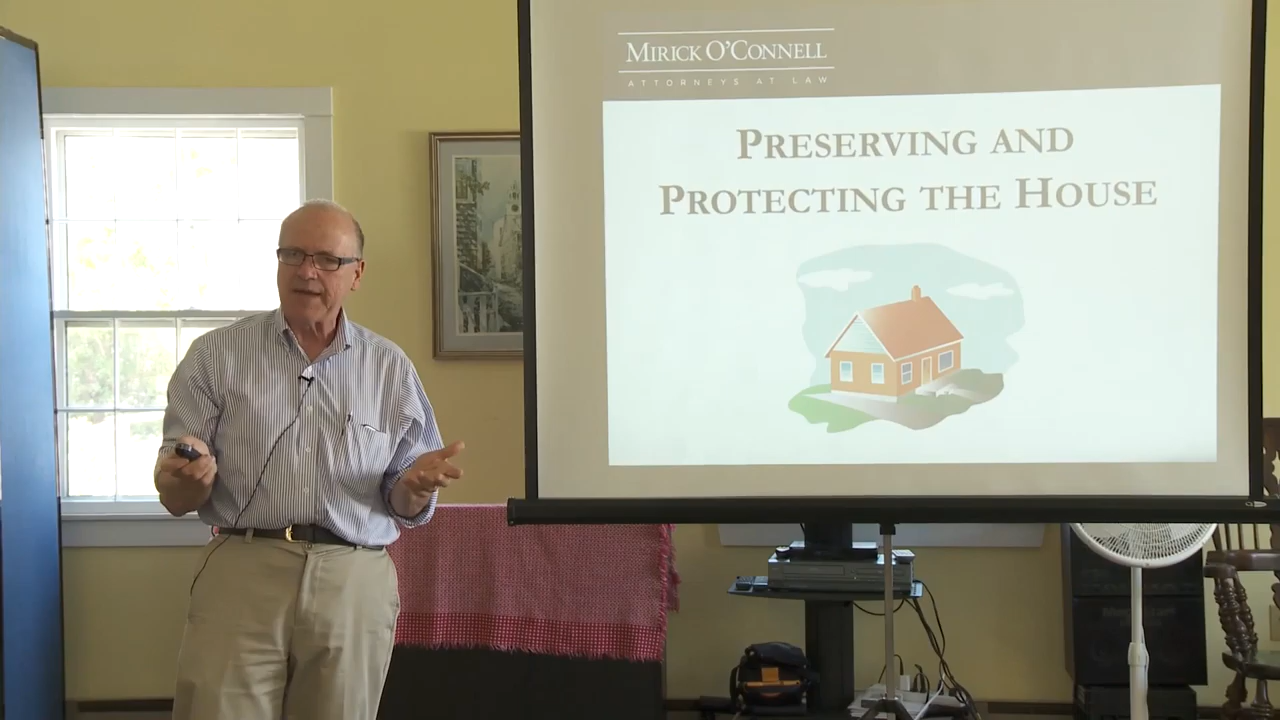 MIRICK O'CONNELL
ATTORNEYS AT LAW
PRESERVING AND
PROTECTING THE HOUSE